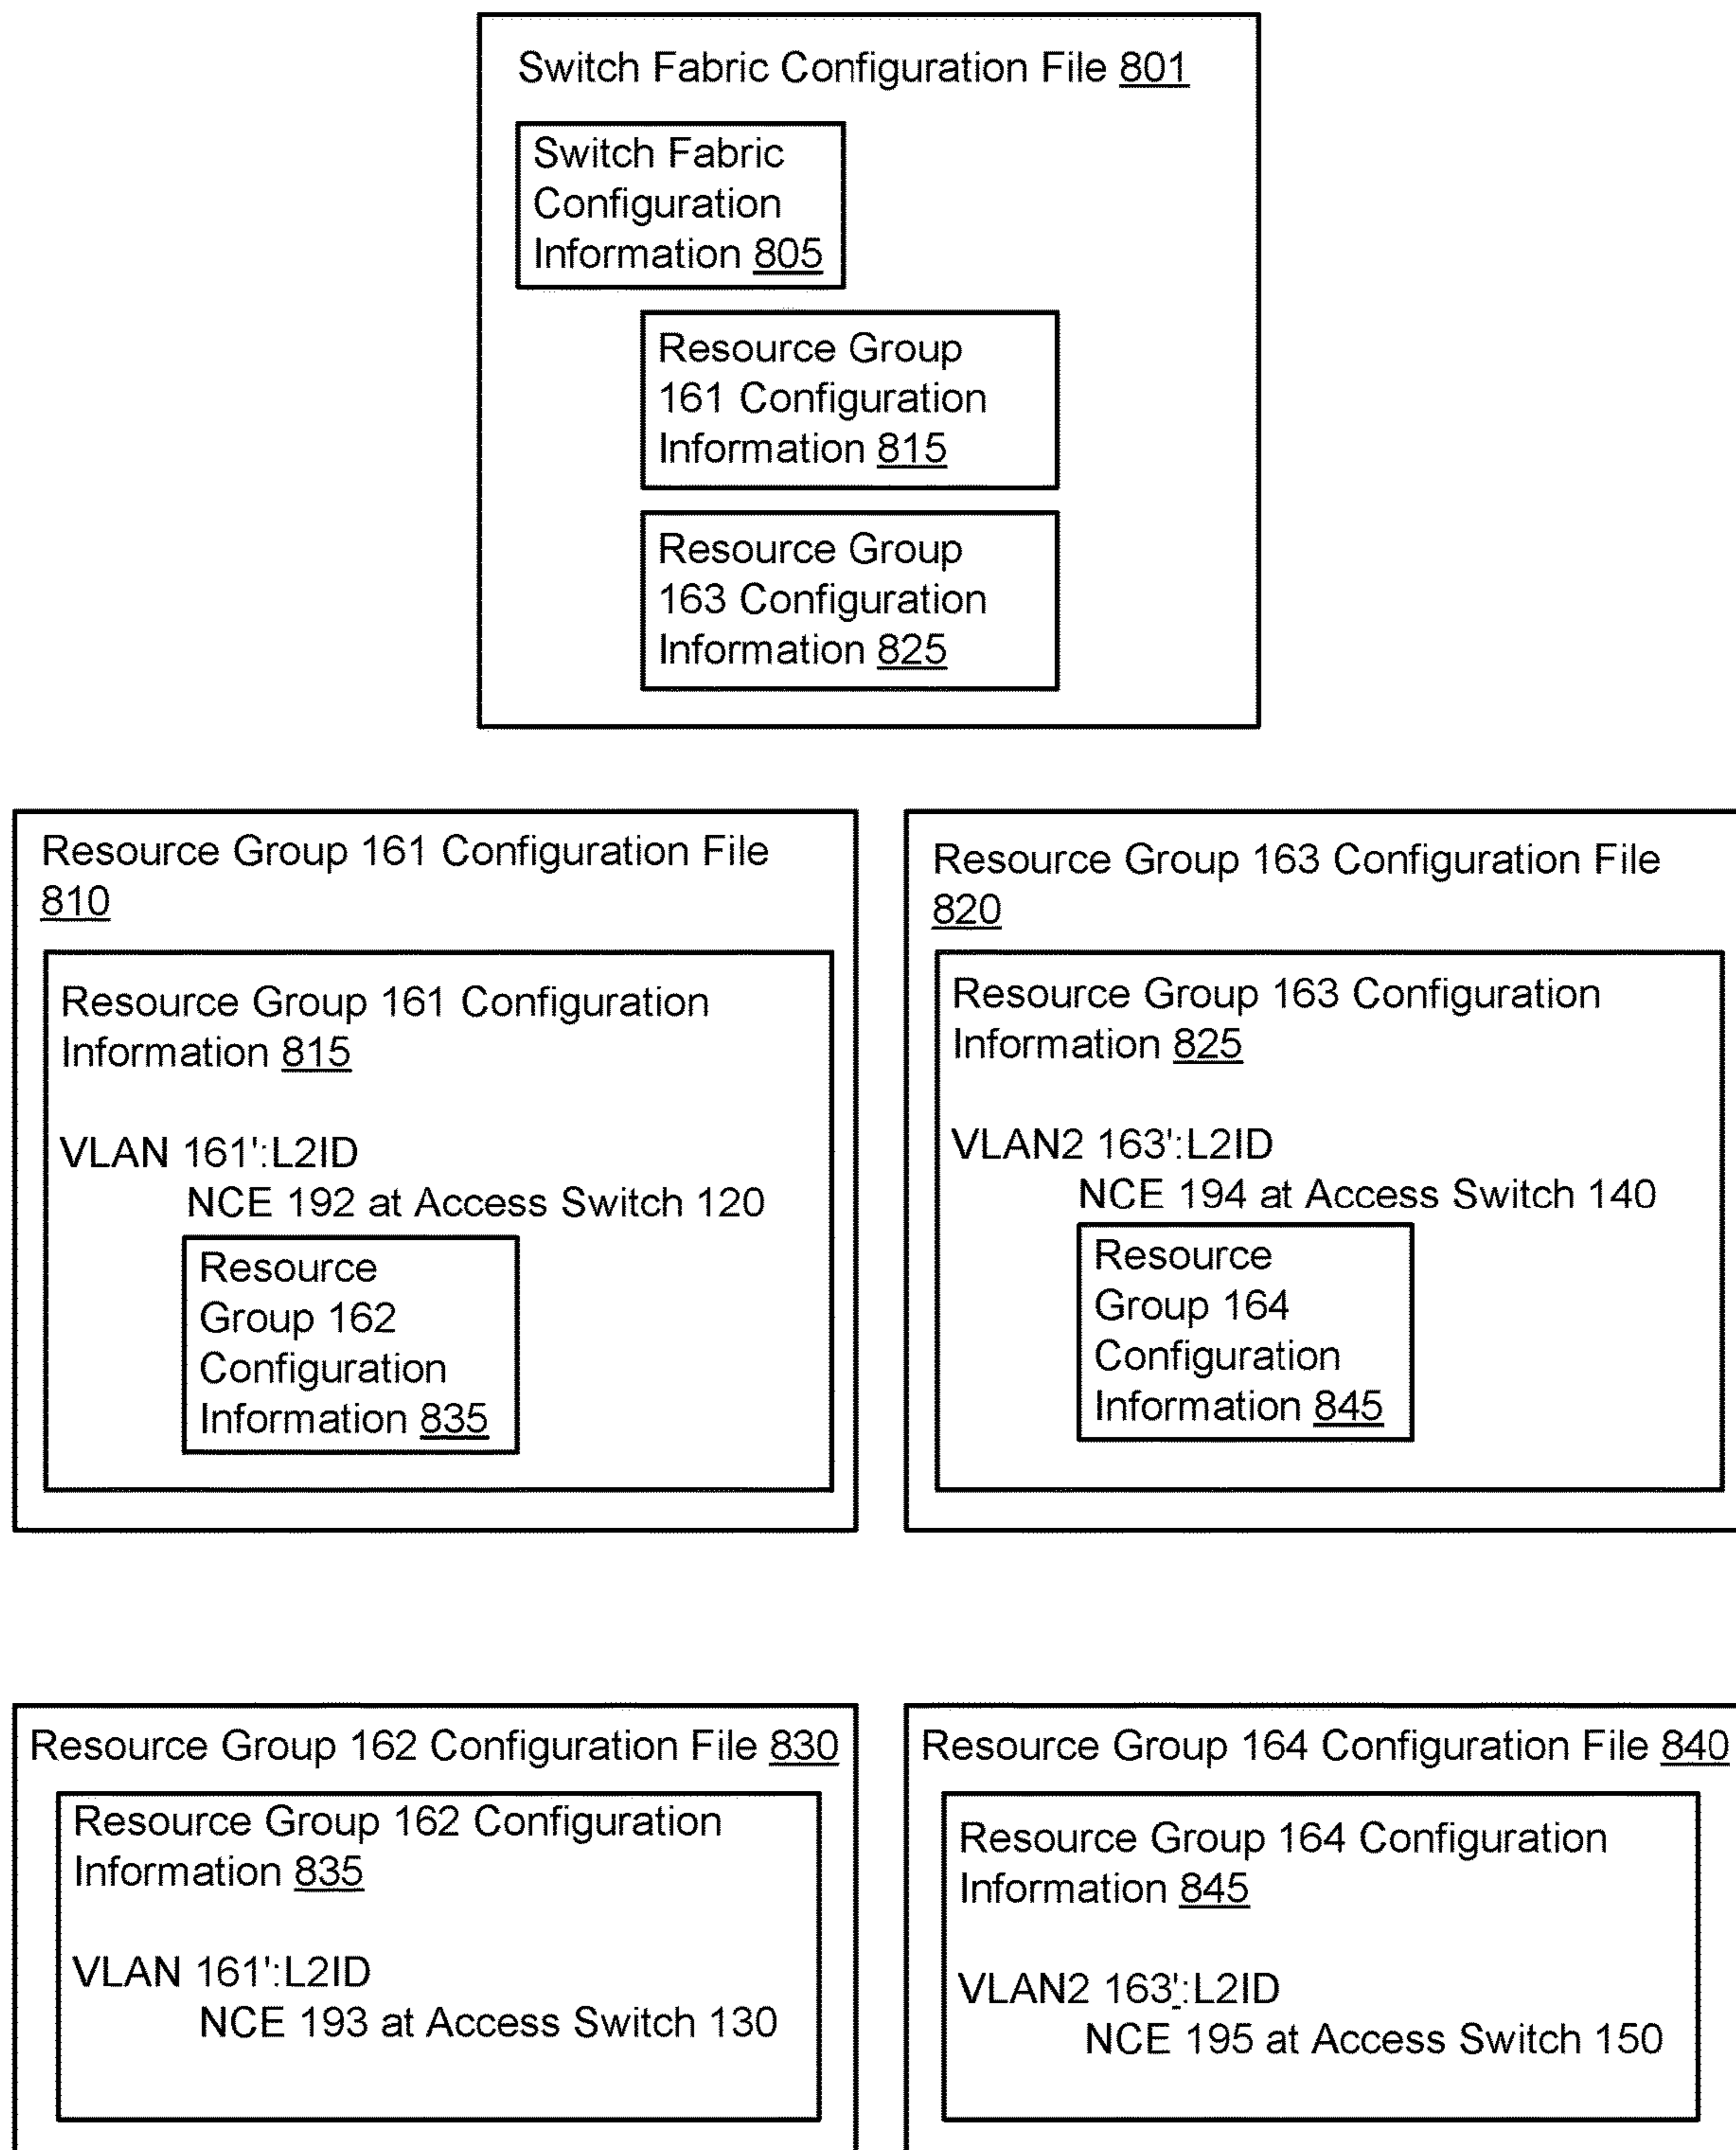 Switch Fabric Configuration File 801
Switch Fabric
Configuration
Information 805
Resource Group
161 Configuration
Information 815
Resource Group
163 Configuration
Information 825
Resource Group 161 Configuration File
810
Resource Group 161 Configuration
Information 815
VLAN 161':L2ID
NCE 192 at Access Switch 120
Resource
Group 162
Configuration
Information 835
Resource Group 163 Configuration File
820
Resource Group 163 Configuration
Information 825
VLAN2 163':L2ID
NCE 194 at Access Switch 140
Resource
Group 164
Configuration
Information 845
Resource Group 162 Configuration File 830
Resource Group 162 Configuration
Information 835
VLAN 161':L2ID
NCE 193 at Access Switch 130
Resource Group 164 Configuration File 840
Resource Group 164 Configuration
Information 845
VLAN2 163':L2ID
NCE 195 at Access Switch 150